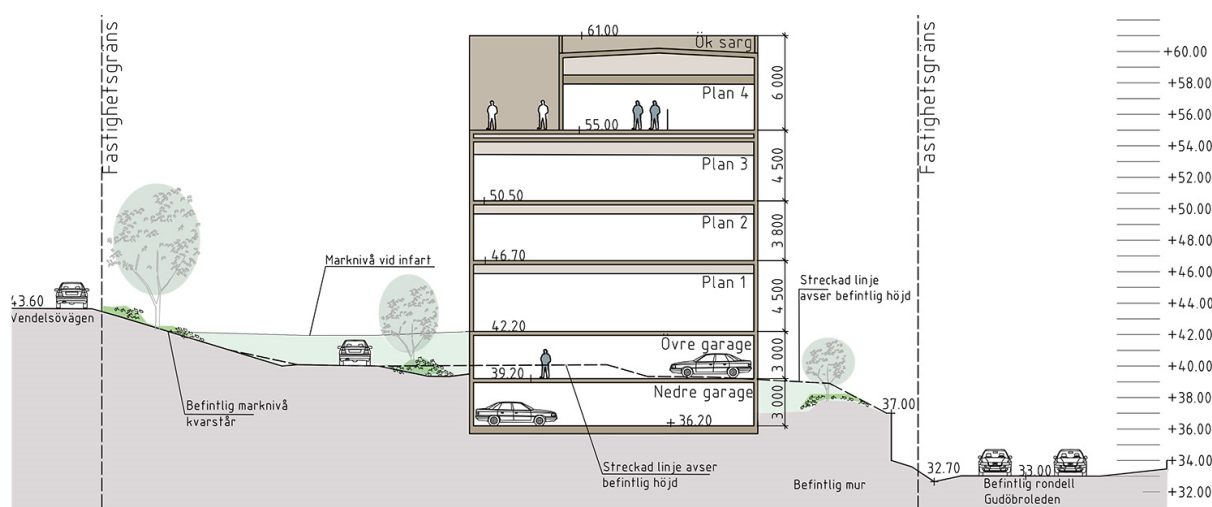 Fastighetsgräns
61.00
Ök sarg
6 000
Plan 4
55.00
Plan 3
4 500
50.50
Plan 2
3 800
46.70
Plan 1
4 500
42.20
Övre garage
3 000
39.20
Nedre garage
3 000
+ 36.20
43.60
Vendelsövägen
Marknivå vid infart
Befintlig marknivå
kvarstår
Streckad linje avser
befintlig höjd
Streckad linje
avser befintlig höjd
37.00
Befintlig mur
32.70
33.00
Befintlig rondell
Gudöbroleden
Fastighetsgräns
+60.00
+58.00
+56.00
+54.00
+52.00
+50.00
+48.00
+46.00
+44.00
+42.00
+40.00
+38.00
+36.00
+34.00
+32.00